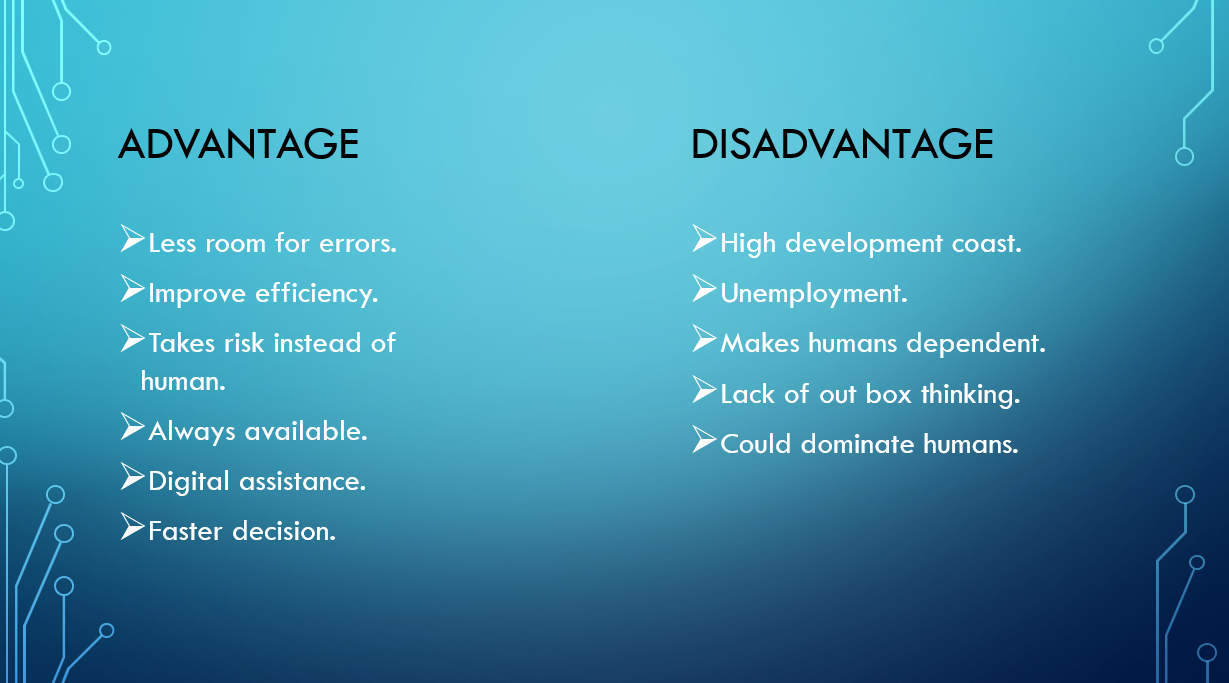 ADVANTAGE
Less room for errors.
Improve efficiency.
Takes risk instead of
human.
Always available.
Digital assistance.
Faster decision.
DISADVANTAGE
High development coast.
Unemployment.
Makes humans dependent.
Lack of out box thinking.
Could dominate humans.